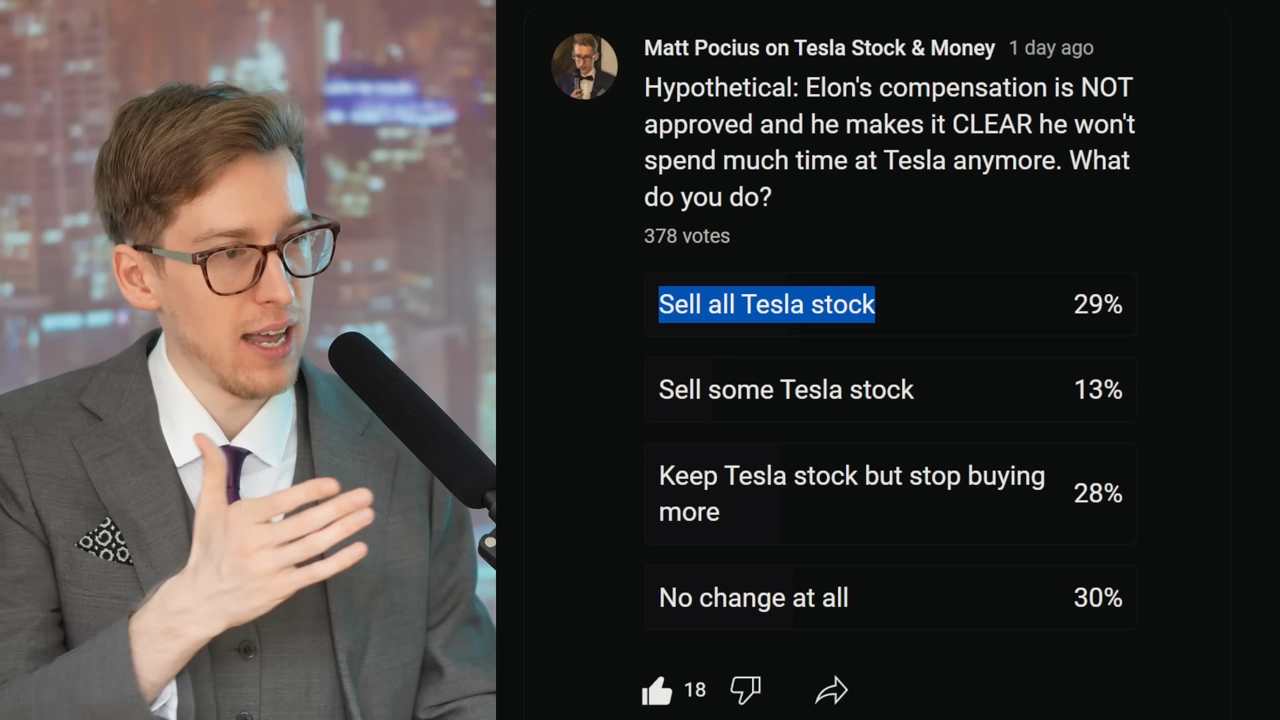 Matt Pocius on Tesla Stock & Money 1 day ago
Hypothetical: Elon's compensation is NOT
approved and he makes it CLEAR he won't
spend much time at Tesla anymore. What
do you do?
378 votes
Sell all Tesla stock 29%
Sell some Tesla stock 13%
Keep Tesla stock but stop buying
more 28%
No change at all 30%
18